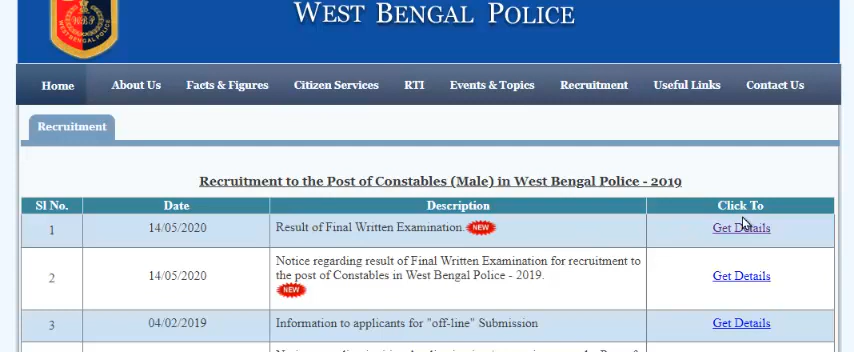 WEST BENGAL POLICE
WBP
WEST BENGAL POLICE
Home About Us Facts & Figures Citizen Services RTI Events & Topics Recruitment Useful Links Contact Us
Recruitment
Recruitment to the Post of Constables (Male) in West Bengal Police - 2019
Sl No. Date Description Click To
1 14/05/2020 Result of Final Written Examination. NEW Get Details
Notice regarding result of Final Written Examination for recruitment to
2 14/05/2020 the post of Constables in West Bengal Police - 2019. Get Details
NEW
3 04/02/2019 Information to applicants for "off-line" Submission Get Details